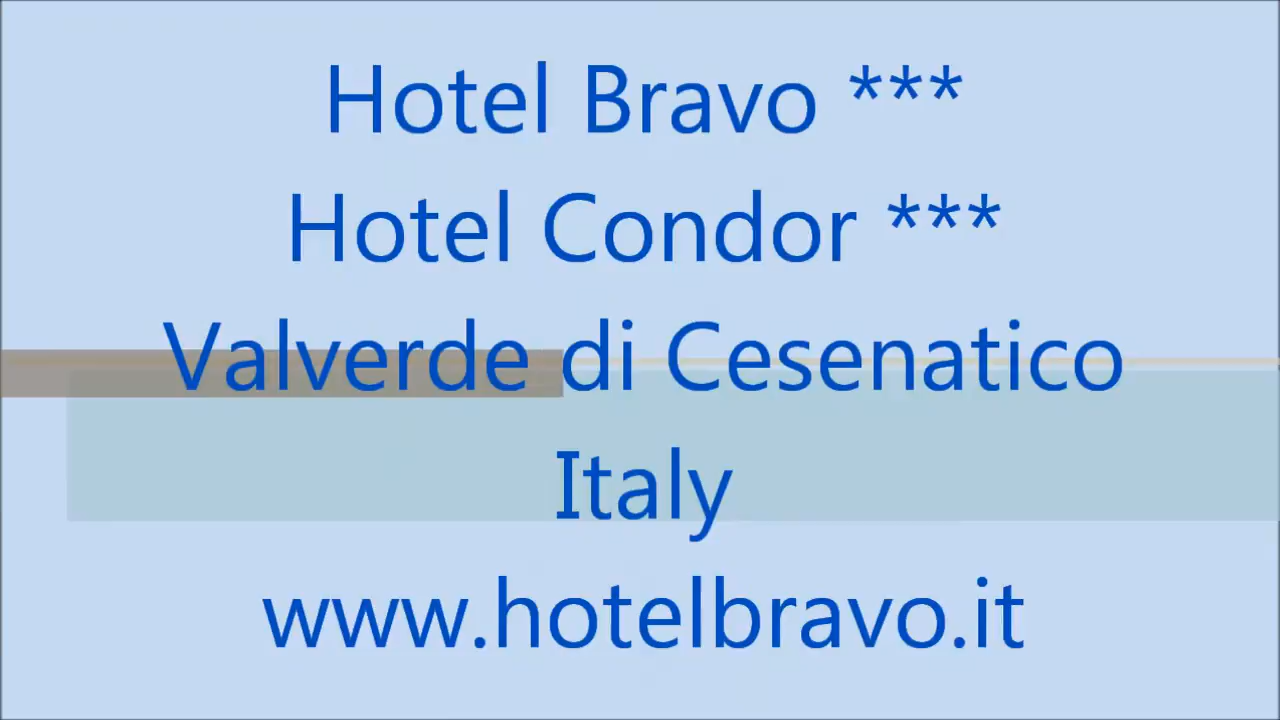 Hotel Bravo ***
Hotel Condor ***
Valverde di Cesenatico
Italy
www.hotelbravo.it